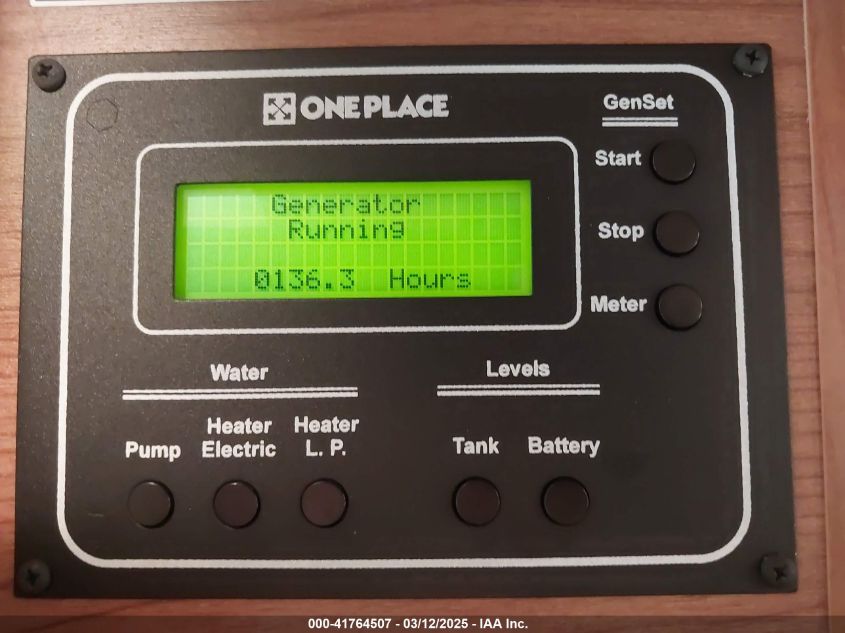 ONE PLACE
GenSet
Start
Generator
Running
Stop
0136.3 Hours
Meter
Water
Levels
Pump
Heater
Electric
Heater
L. P.
Tank
Battery
000-41764507 - 03/12/2025 - IAA Inc.